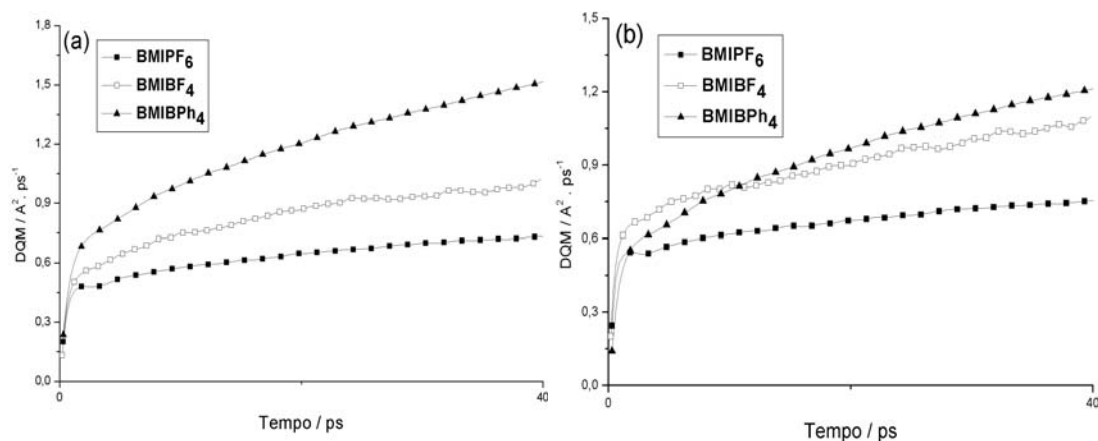 (a)
BMIPF6
BMIBF4
BMIBPh4
1,8
1,5
1,2
0,9
0,6
0,3
0,0
DQM / A². ps⁻¹
0
40
Tempo / ps
(b)
BMIPF6
BMIBF4
BMIBPh4
1,5
1,2
0,9
0,6
0,3
0,0
DQM / A². ps⁻¹
0
40
Tempo / ps